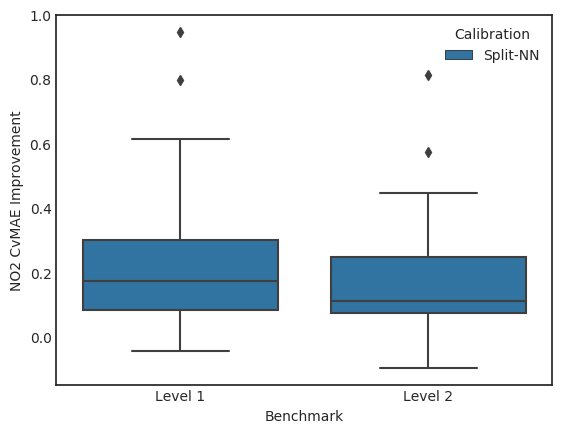 1.0
0.8
0.6
0.4
0.2
0.0
NO2 CvMAE Improvement
Calibration
Split-NN
Level 1
Level 2
Benchmark